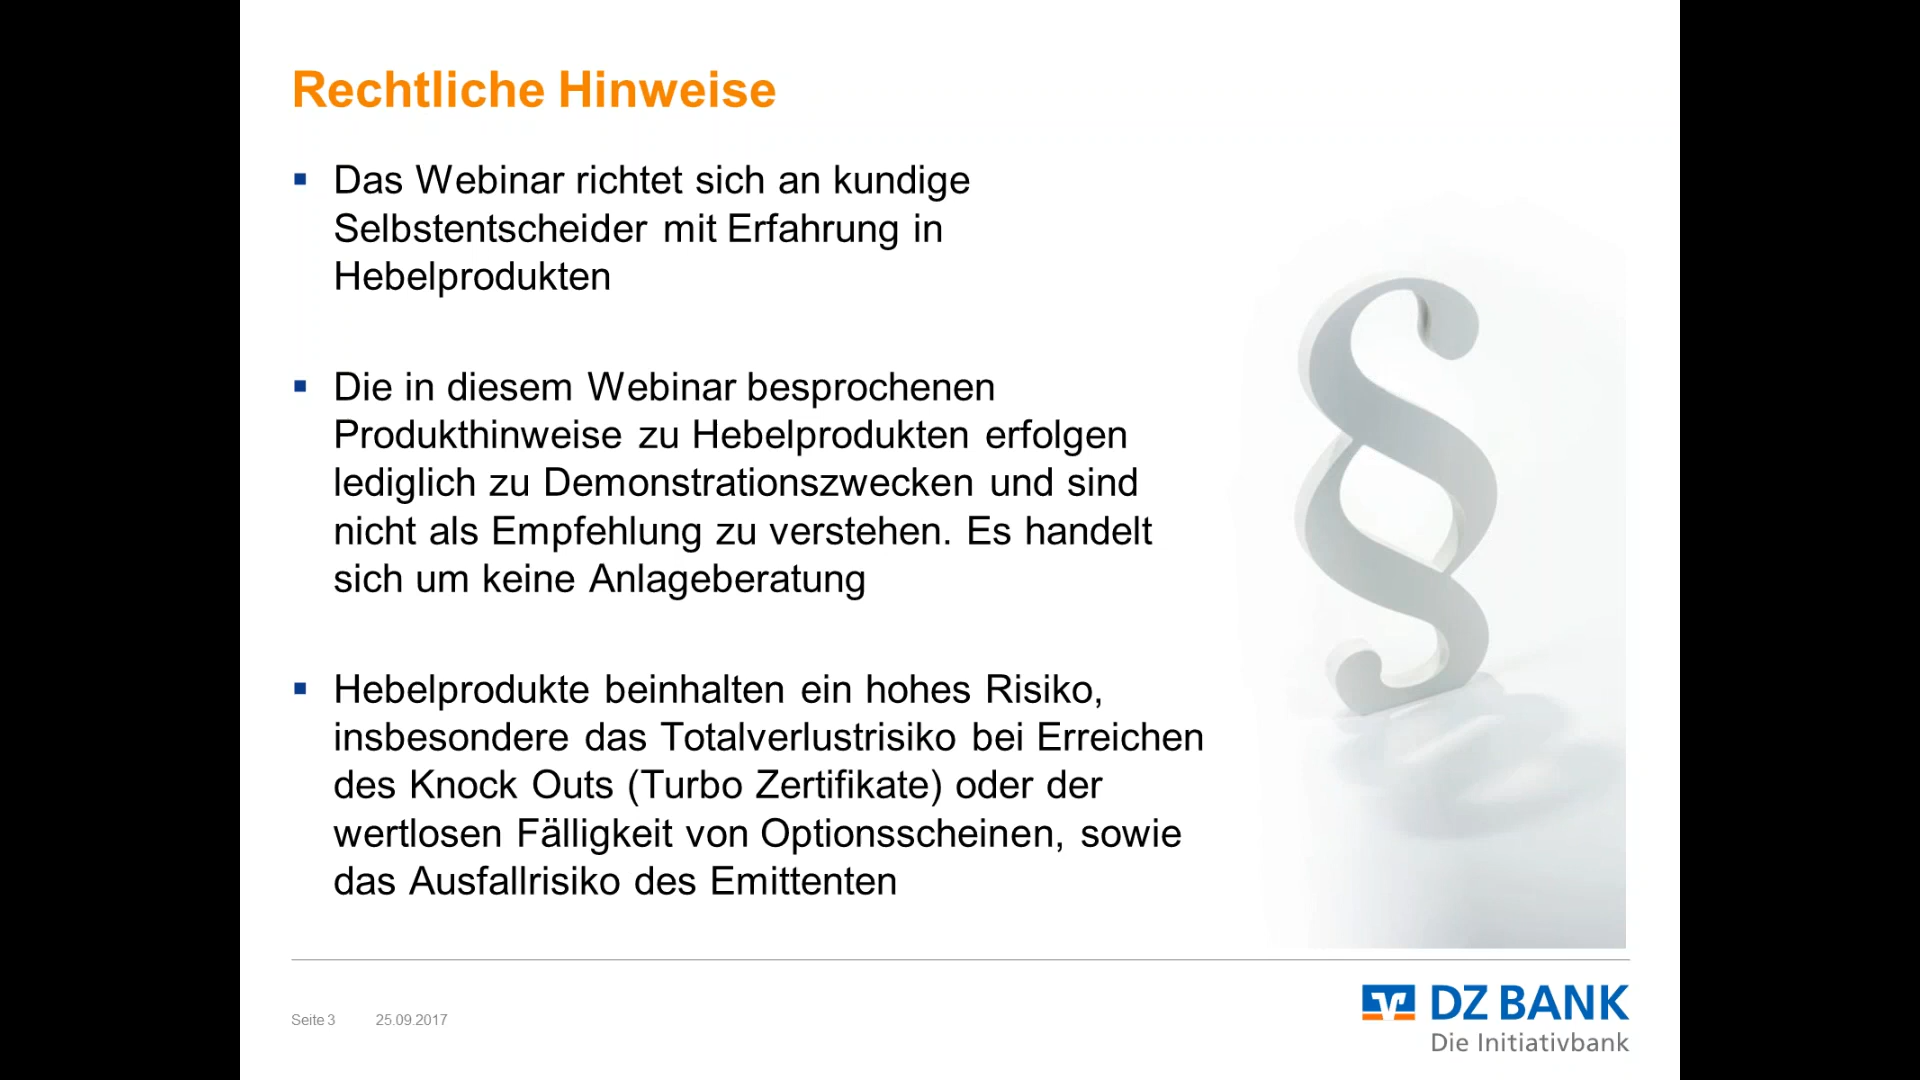 Rechtliche Hinweise
▪ Das Webinar richtet sich an kundige
Selbstentscheider mit Erfahrung in
Hebelprodukten
▪ Die in diesem Webinar besprochenen
Produkthinweise zu Hebelprodukten erfolgen
lediglich zu Demonstrationszwecken und sind
nicht als Empfehlung zu verstehen. Es handelt
sich um keine Anlageberatung
▪ Hebelprodukte beinhalten ein hohes Risiko,
insbesondere das Totalverlustrisiko bei Erreichen
des Knock Outs (Turbo Zertifikate) oder der
wertlosen Fälligkeit von Optionsscheinen, sowie
das Ausfallrisiko des Emittenten
§
Seite 3 25.09.2017
DZ BANK
Die Initiativbank